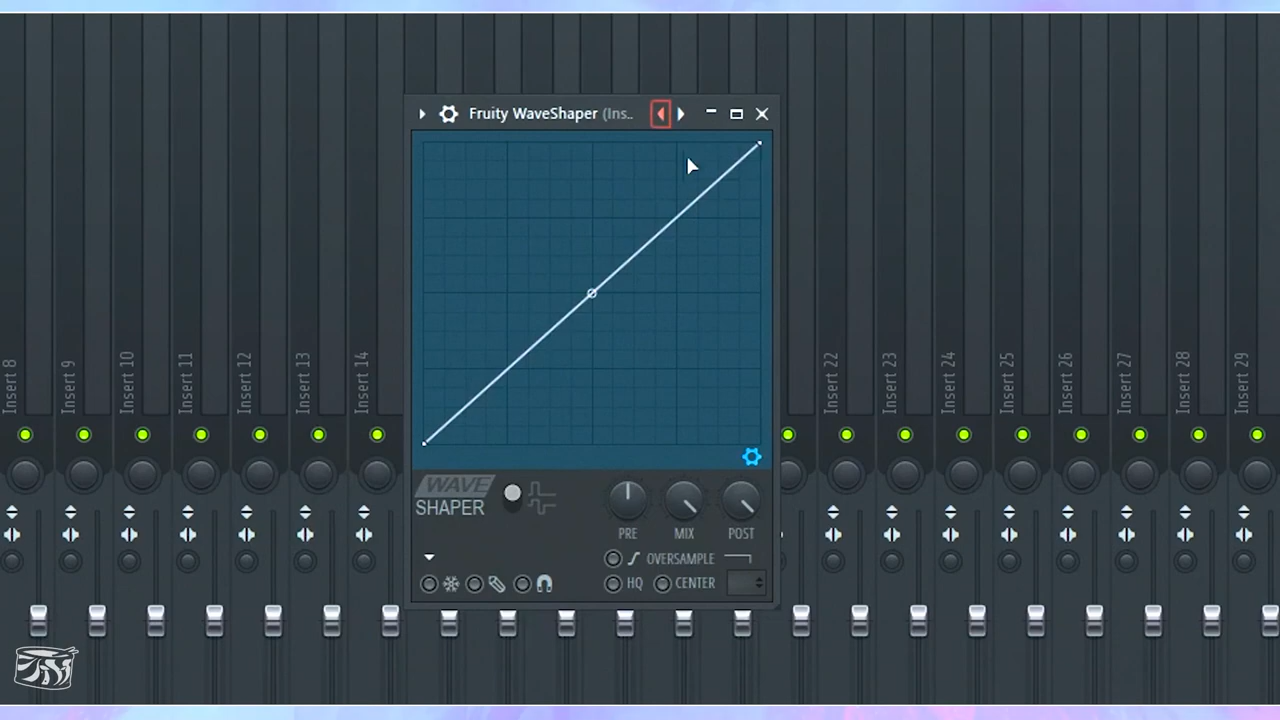 Fruity WaveShaper (Ins..
Insert 8
Insert 9
Insert 10
Insert 11
Insert 12
Insert 13
Insert 14
Insert 22
Insert 23
Insert 24
Insert 25
Insert 26
Insert 27
Insert 28
Insert 29
WAVE
SHAPER
PRE
MIX
POST
OVERSAMPLE
HQ
CENTER